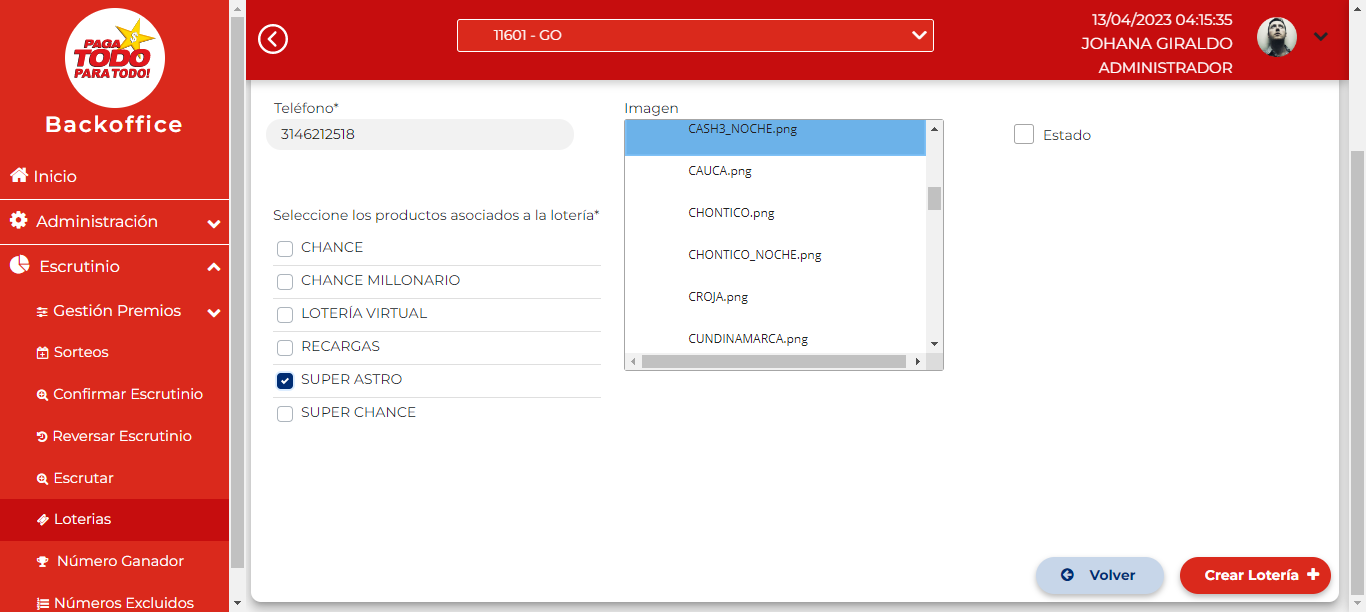 PAGA
TODO
PARA TODO!
Backoffice
Inicio
Administración
Escrutinio
Gestión Premios
Sorteos
Confirmar Escrutinio
Reversar Escrutinio
Escrutar
Loterias
Número Ganador
Números Excluidos
11601 - GO
13/04/2023 04:15:35
JOHANA GIRALDO
ADMINISTRADOR
Teléfono*
3146212518
Seleccione los productos asociados a la lotería*
CHANCE
CHANCE MILLONARIO
LOTERÍA VIRTUAL
RECARGAS
SUPER ASTRO
SUPER CHANCE
Imagen
CASH3_NOCHE.png
CAUCA.png
CHONTICO.png
CHONTICO_NOCHE.png
CROJA.png
CUNDINAMARCA.png
Estado
Volver
Crear Lotería